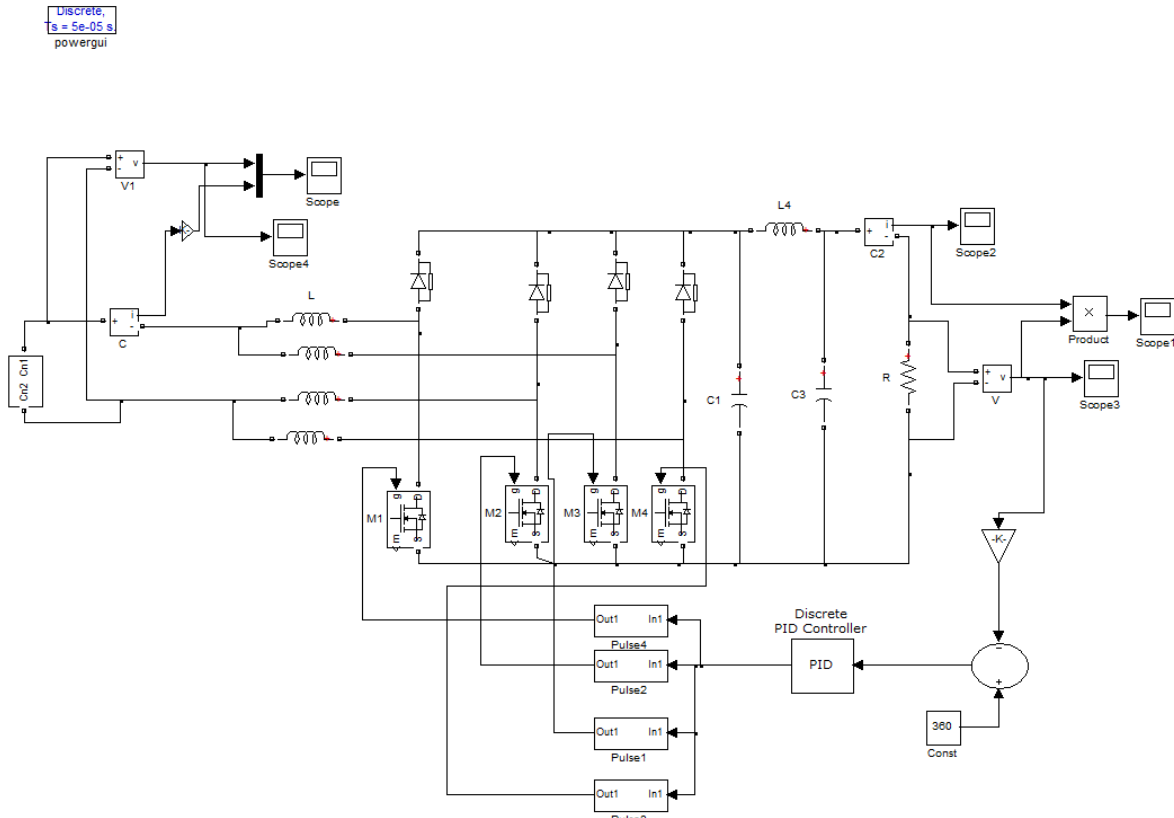 Discrete,
Ts = 5e-05 s.
powergui
+
-
v
V1
Scope
Scope4
L4
+
i
-
C2
Scope2
L
+
i
-
C
Cn1
Cn2
Product
Scope1
C1
C3
R
+
-
v
V
Scope3
M1
g
D
m
S
M2
g
D
m
S
M3
g
D
m
S
M4
g
D
m
S
-K-
Out1 In1
Pulse4
Out1 In1
Pulse2
Out1 In1
Pulse1
Out1 In1
Discrete
PID Controller
PID
360
Const